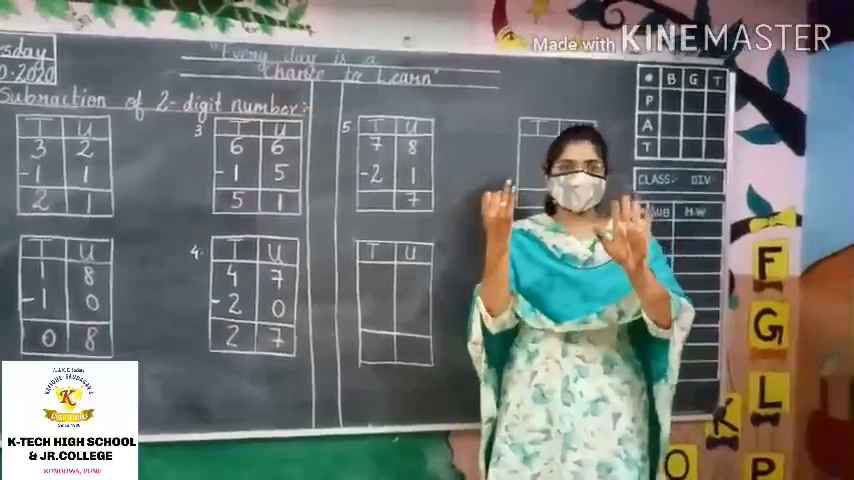 Made with KINEMASTER
"Every day is a
Chance to Learn"
Subtraction of 2-digit number:-
T U
3 2
-1 1
2 1
3 T U
6 6
-1 5
5 1
5 T U
7 8
-2 1
7
T U
1 8
-1 0
0 8
4. T U
4 7
-2 0
2 7
T U
T U
• B G T
P
A
T
CLASS:- DIV
SUB H.W
F
G
L
K
O
P
K-TECH HIGH SCHOOL
& JR.COLLEGE
KONDHWA, PUNE